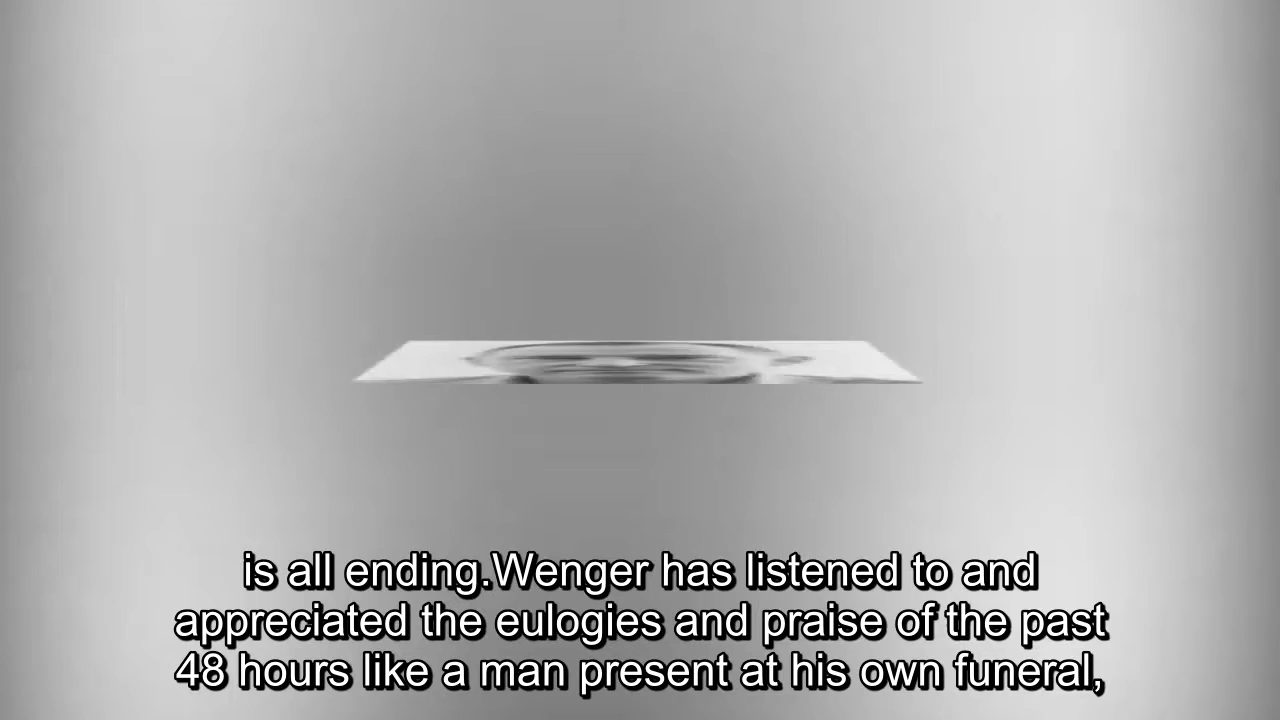 is all ending.Wenger has listened to and
appreciated the eulogies and praise of the past
48 hours like a man present at his own funeral,